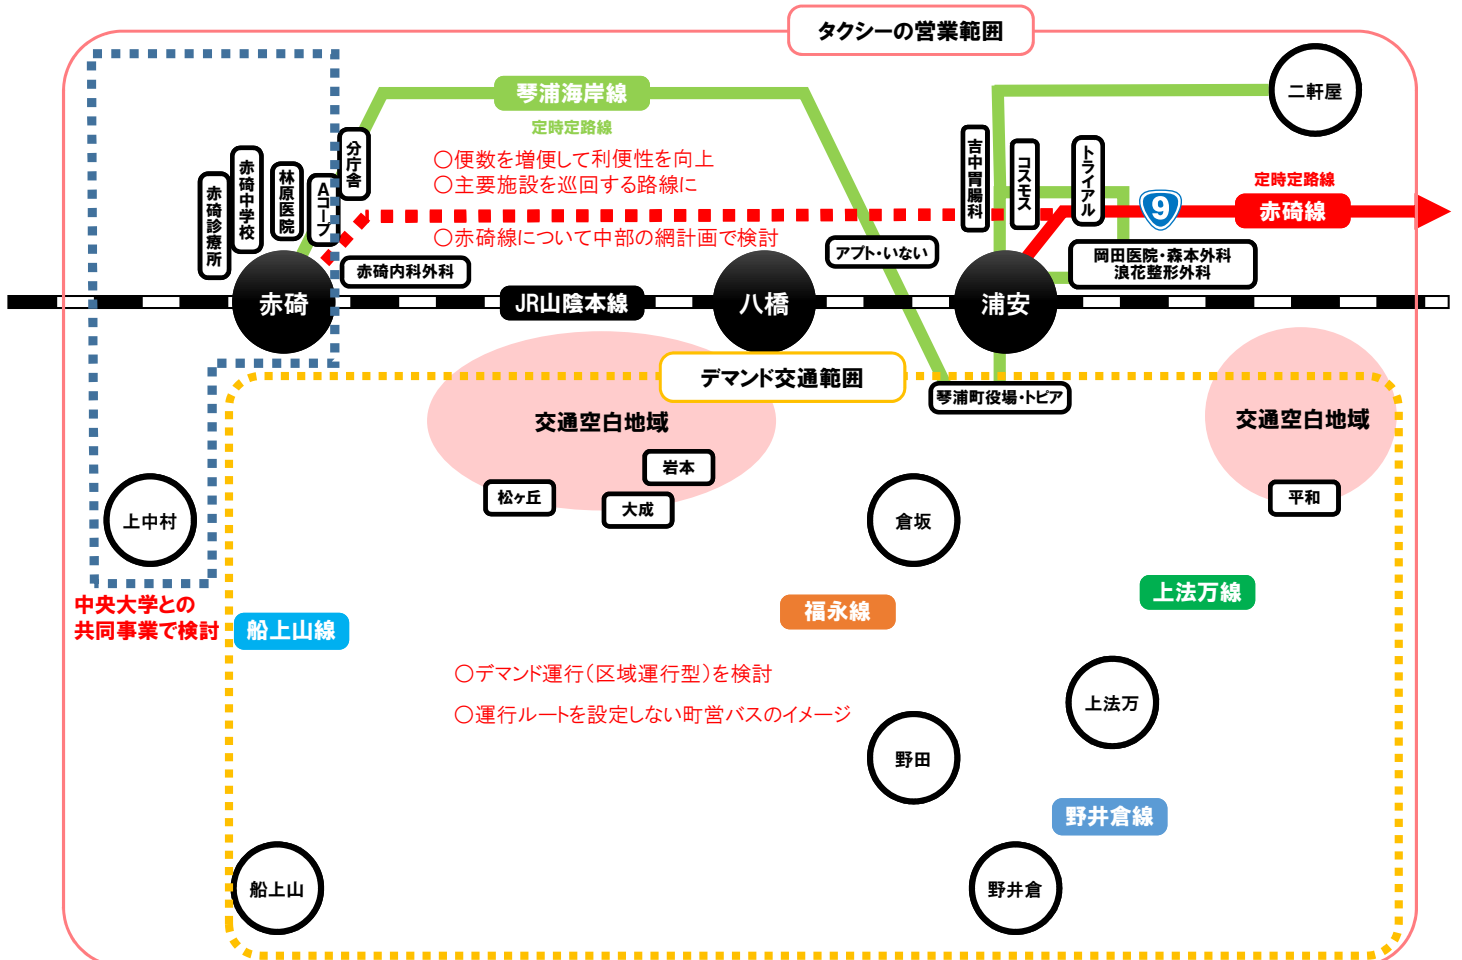 タクシーの営業範囲
二軒屋
琴浦海岸線
定時定路線
○便数を増便して利便性を向上
○主要施設を巡回する路線に
○赤碕線について中部の網計画で検討
分庁舎
Aコープ
林原医院
赤碕中学校
赤碕診療所
赤碕内科外科
吉中胃腸科
コスモス
トライアル
9
定時定路線
赤碕線
アプト・いない
岡田医院・森本外科
浪花整形外科
赤碕
JR山陰本線
八橋
浦安
デマンド交通範囲
琴浦町役場・トピア
交通空白地域
交通空白地域
岩本
松ヶ丘
大成
平和
上中村
倉坂
中央大学との
共同事業で検討
船上山線
福永線
上法万線
○デマンド運行(区域運行型)を検討
○運行ルートを設定しない町営バスのイメージ
上法万
野田
野井倉線
船上山
野井倉